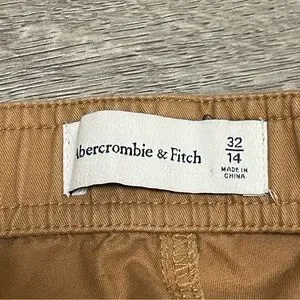 Abercrombie & Fitch
32
14
MADE IN
CHINA